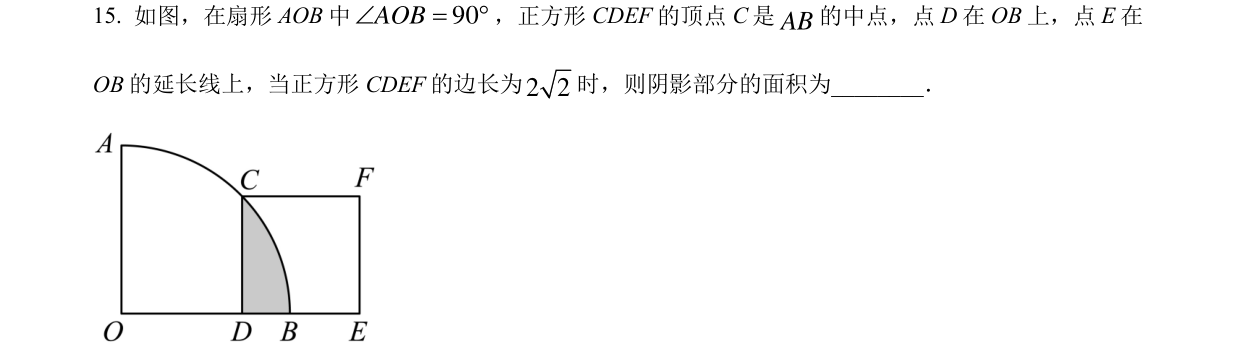 15. 如图，在扇形 AOB 中∠AOB = 90°，正方形 CDEF 的顶点 C 是 AB 的中点，点 D 在 OB 上，点 E 在
OB 的延长线上，当正方形 CDEF 的边长为 2√2 时，则阴影部分的面积为________．
A
C
F
O
D
B
E